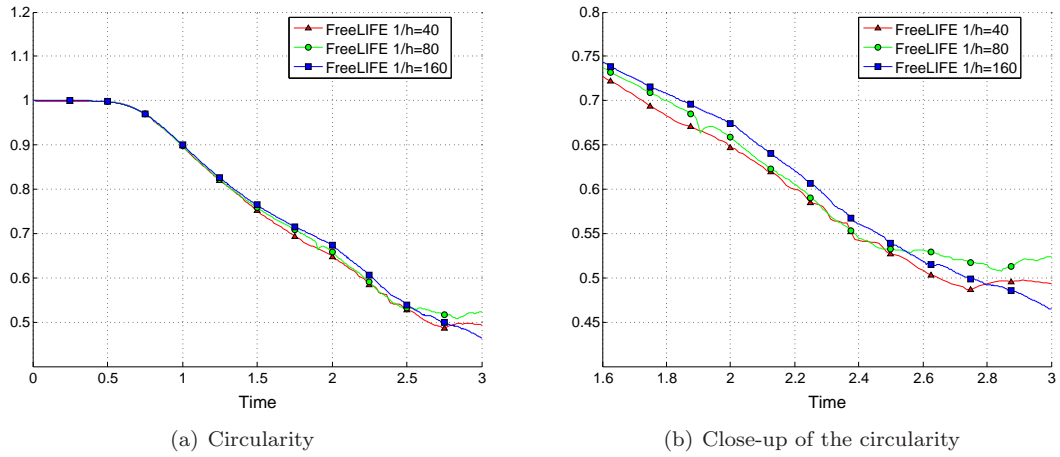 1.2
1.1
1
0.9
0.8
0.7
0.6
0.5
0 0.5 1 1.5 2 2.5 3
Time
FreeLIFE 1/h=40
FreeLIFE 1/h=80
FreeLIFE 1/h=160
(a) Circularity
0.8
0.75
0.7
0.65
0.6
0.55
0.5
0.45
1.6 1.8 2 2.2 2.4 2.6 2.8 3
Time
FreeLIFE 1/h=40
FreeLIFE 1/h=80
FreeLIFE 1/h=160
(b) Close-up of the circularity